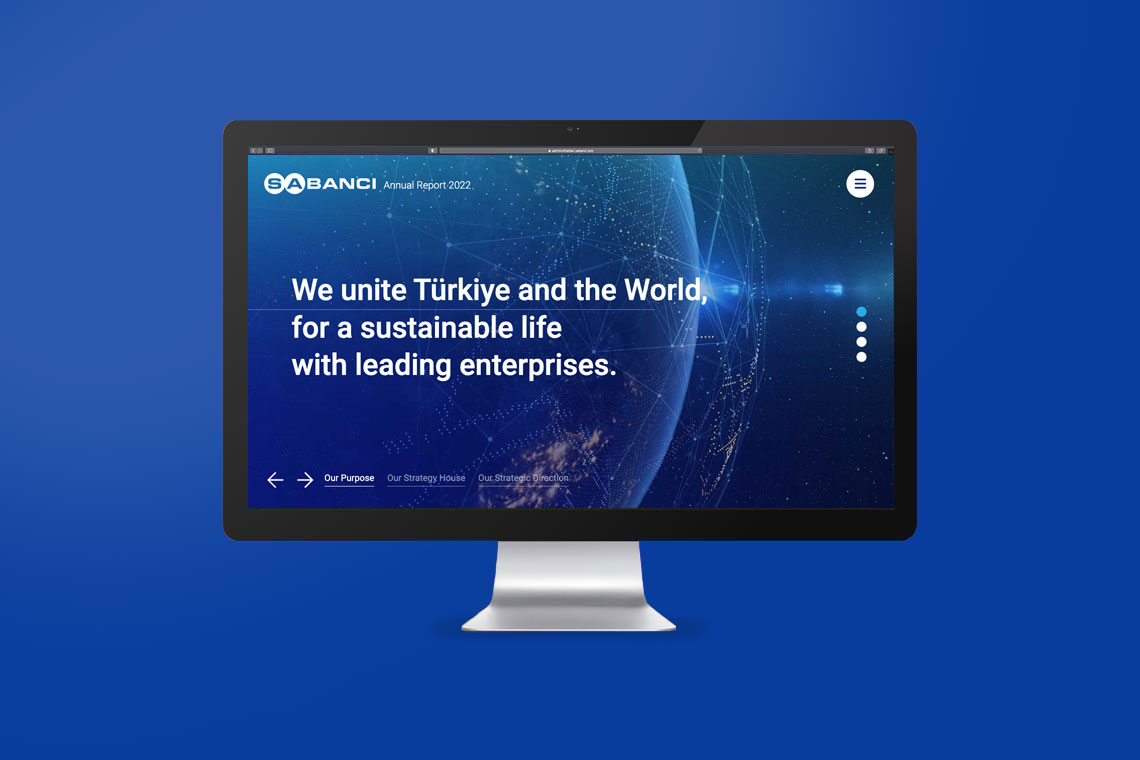 SABANCI Annual Report 2022
We unite Türkiye and the World,
for a sustainable life
with leading enterprises.
Our Purpose Our Strategy House Our Strategic Direction